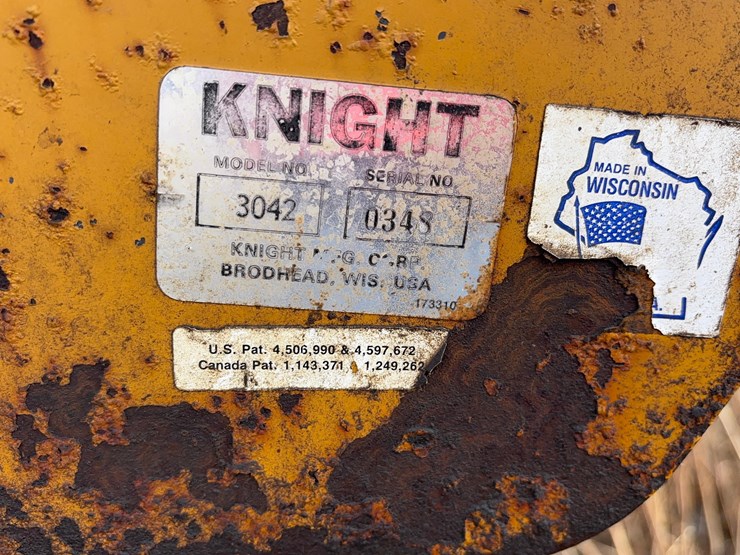 KNIGHT
MODEL NO
SERIAL NO
3042
0348
KNIGHT
BRODHEAD, WIS. USA
173310
U.S. Pat. 4,506,990 & 4,597,672
Canada Pat. 1,143,371 1,249,262
MADE IN
WISCONSIN